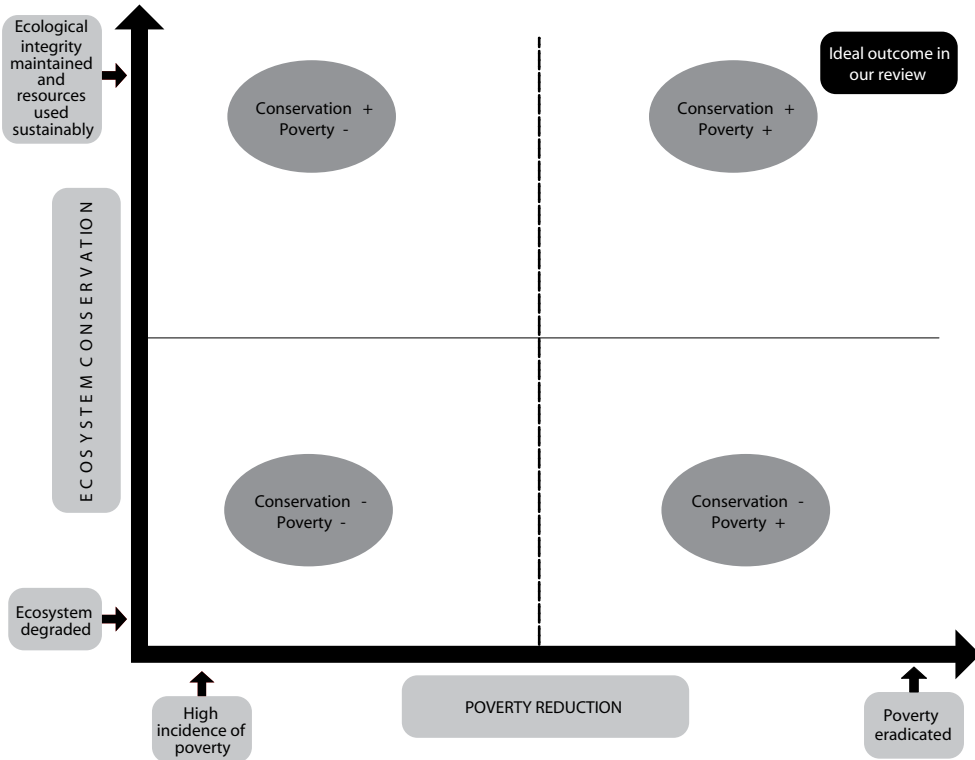 Ecological
integrity
maintained
and
resources
used
sustainably
Ideal outcome in
our review
Conservation +
Poverty -
Conservation +
Poverty +
ECOSYSTEM CONSERVATION
Conservation -
Poverty -
Conservation -
Poverty +
Ecosystem
degraded
High
incidence of
poverty
POVERTY REDUCTION
Poverty
eradicated